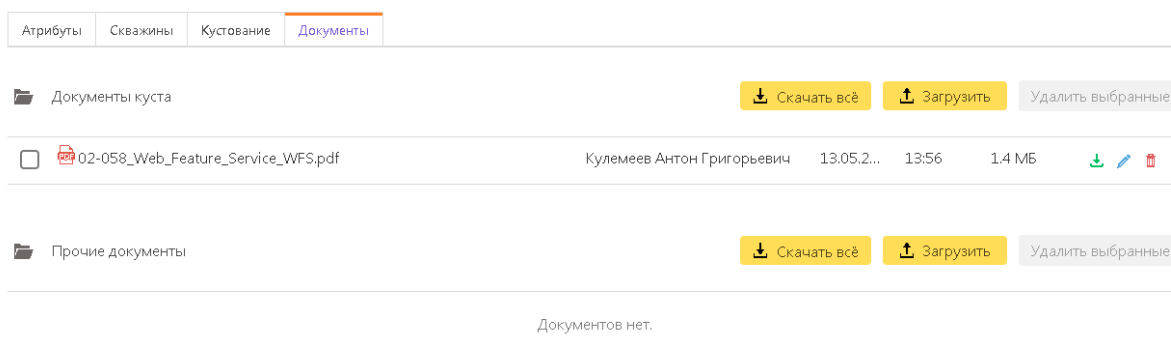 Атрибуты Скважины Кустование Документы
Документы куста Скачать всё Загрузить Удалить выбранные
PDF 02-058_Web_Feature_Service_WFS.pdf Кулемеев Антон Григорьевич 13.05.2... 13:56 1.4 МБ
Прочие документы Скачать всё Загрузить Удалить выбранные
Документов нет.